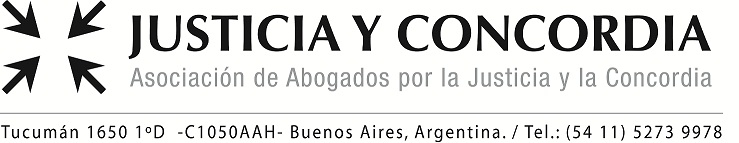 JUSTICIA Y CONCORDIA
Asociación de Abogados por la Justicia y la Concordia
Tucumán 1650 1ºD -C1050AAH- Buenos Aires, Argentina. / Tel.: (54 11) 5273 9978